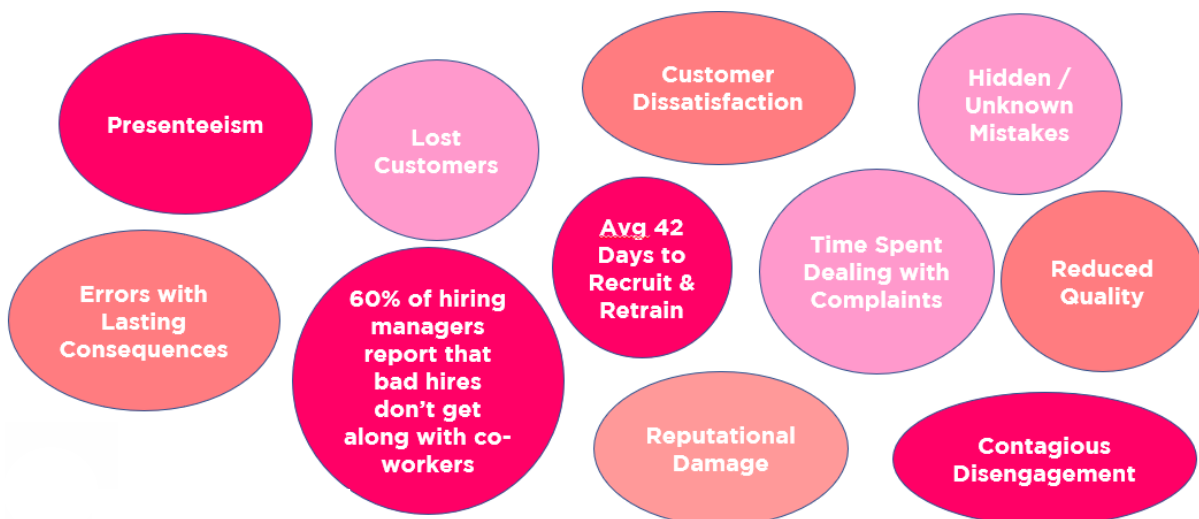 Presenteeism
Lost
Customers
Customer
Dissatisfaction
Hidden /
Unknown
Mistakes
Errors with
Lasting
Consequences
60% of hiring
managers
report that
bad hires
don’t get
along with co-
workers
Avg 42
Days to
Recruit &
Retrain
Time Spent
Dealing with
Complaints
Reduced
Quality
Reputational
Damage
Contagious
Disengagement